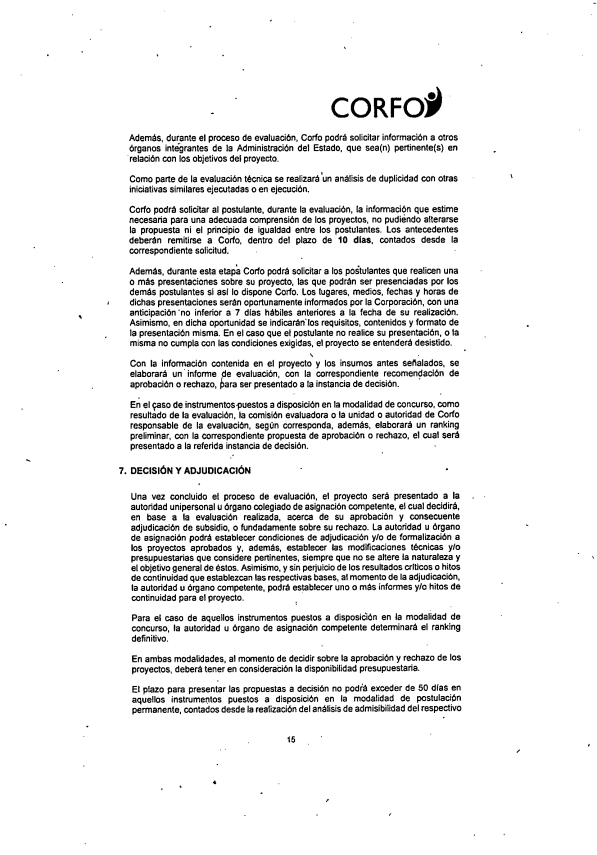 CORFO
Además, durante el proceso de evaluación, Corfo podrá solicitar información a otros
órganos integrantes de la Administración del Estado, que sea(n) pertinente(s) en
relación con los objetivos del proyecto.
Como parte de la evaluación técnica se realizará un análisis de duplicidad con otras
iniciativas similares ejecutadas o en ejecución.
Corfo podrá solicitar al postulante, durante la evaluación, la información que estime
necesaria para una adecuada comprensión de los proyectos, no pudiendo alterarse
la propuesta ni el principio de igualdad entre los postulantes. Los antecedentes
deberán remitirse a Corfo, dentro del plazo de 10 días, contados desde la
correspondiente solicitud.
Además, durante esta etapa Corfo podrá solicitar a los postulantes que realicen una
o más presentaciones sobre su proyecto, las que podrán ser presenciadas por los
demás postulantes si así lo dispone Corfo. Los lugares, medios, fechas y horas de
dichas presentaciones serán oportunamente informados por la Corporación, con una
anticipación no inferior a 7 días hábiles anteriores a la fecha de su realización.
Asimismo, en dicha oportunidad se indicarán los requisitos, contenidos y formato de
la presentación misma. En el caso que el postulante no realice su presentación, o la
misma no cumpla con las condiciones exigidas, el proyecto se entenderá desistido.
Con la información contenida en el proyecto y los insumos antes señalados, se
elaborará un informe de evaluación, con la correspondiente recomendación de
aprobación o rechazo, para ser presentado a la instancia de decisión.
En el caso de instrumentos puestos a disposición en la modalidad de concurso, como
resultado de la evaluación, la comisión evaluadora o la unidad o autoridad de Corfo
responsable de la evaluación, según corresponda, además, elaborará un ranking
preliminar, con la correspondiente propuesta de aprobación o rechazo, el cual será
presentado a la referida instancia de decisión.
7. DECISIÓN Y ADJUDICACIÓN
Una vez concluido el proceso de evaluación, el proyecto será presentado a la
autoridad unipersonal u órgano colegiado de asignación competente, el cual decidirá,
en base a la evaluación realizada, acerca de su aprobación y consecuente
adjudicación de subsidio, o fundamente sobre su rechazo. La autoridad u órgano
de asignación podrá establecer condiciones de adjudicación y/o de formalización a
los proyectos aprobados y, además, establecer las modificaciones técnicas y/o
presupuestarias que considere pertinentes, siempre que no se altere la naturaleza y
el objetivo general de éstos. Asimismo, y sin perjuicio de los resultados críticos o hitos
de continuidad que establezcan las respectivas bases, al momento de la adjudicación,
la autoridad u órgano competente, podrá establecer uno o más informes y/o hitos de
continuidad para el proyecto.
Para el caso de aquellos instrumentos puestos a disposición en la modalidad de
concurso, la autoridad u órgano de asignación competente determinará el ranking
definitivo.
En ambas modalidades, al momento de decidir sobre la aprobación y rechazo de los
proyectos, deberá tener en consideración la disponibilidad presupuestaria.
El plazo para presentar las propuestas a decisión no podrá exceder de 50 días en
aquellos instrumentos puestos a disposición en la modalidad de postulación
permanente, contados desde la realización del análisis de admisibilidad del respectivo
15